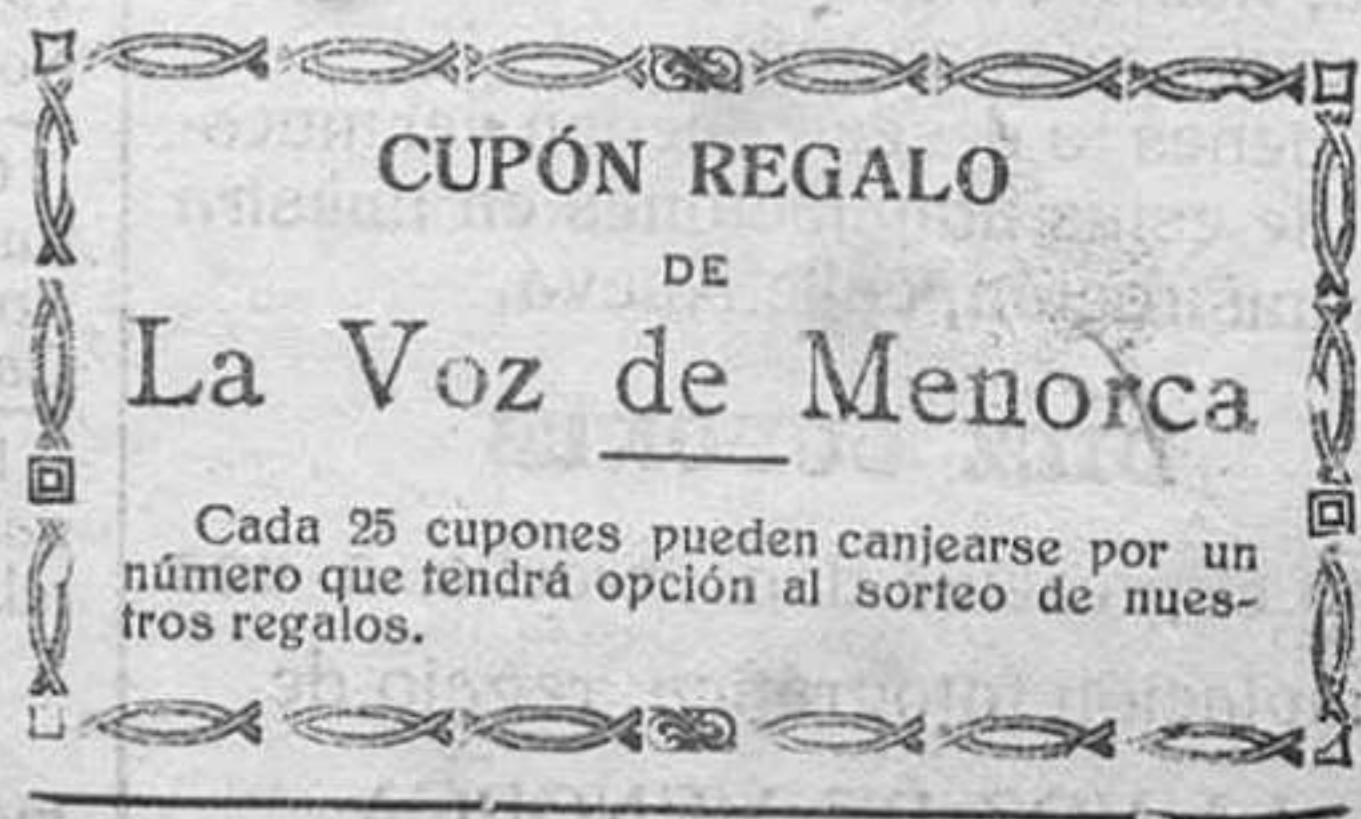 CUPÓN REGALO
DE
La Voz de Menorca
Cada 25 cupones pueden canjearse por un
número que tendrá opción al sorteo de nues-
tros regalos.